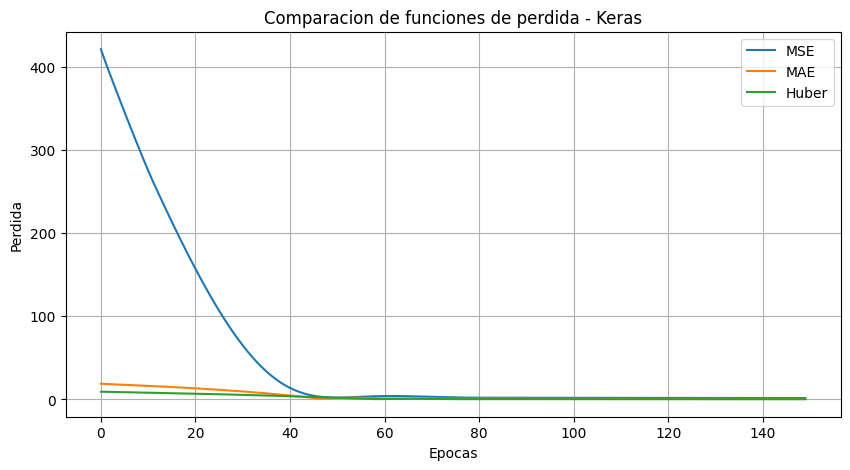 Comparacion de funciones de perdida - Keras
MSE
MAE
Huber
Perdida
400
300
200
100
0
0 20 40 60 80 100 120 140
Epocas